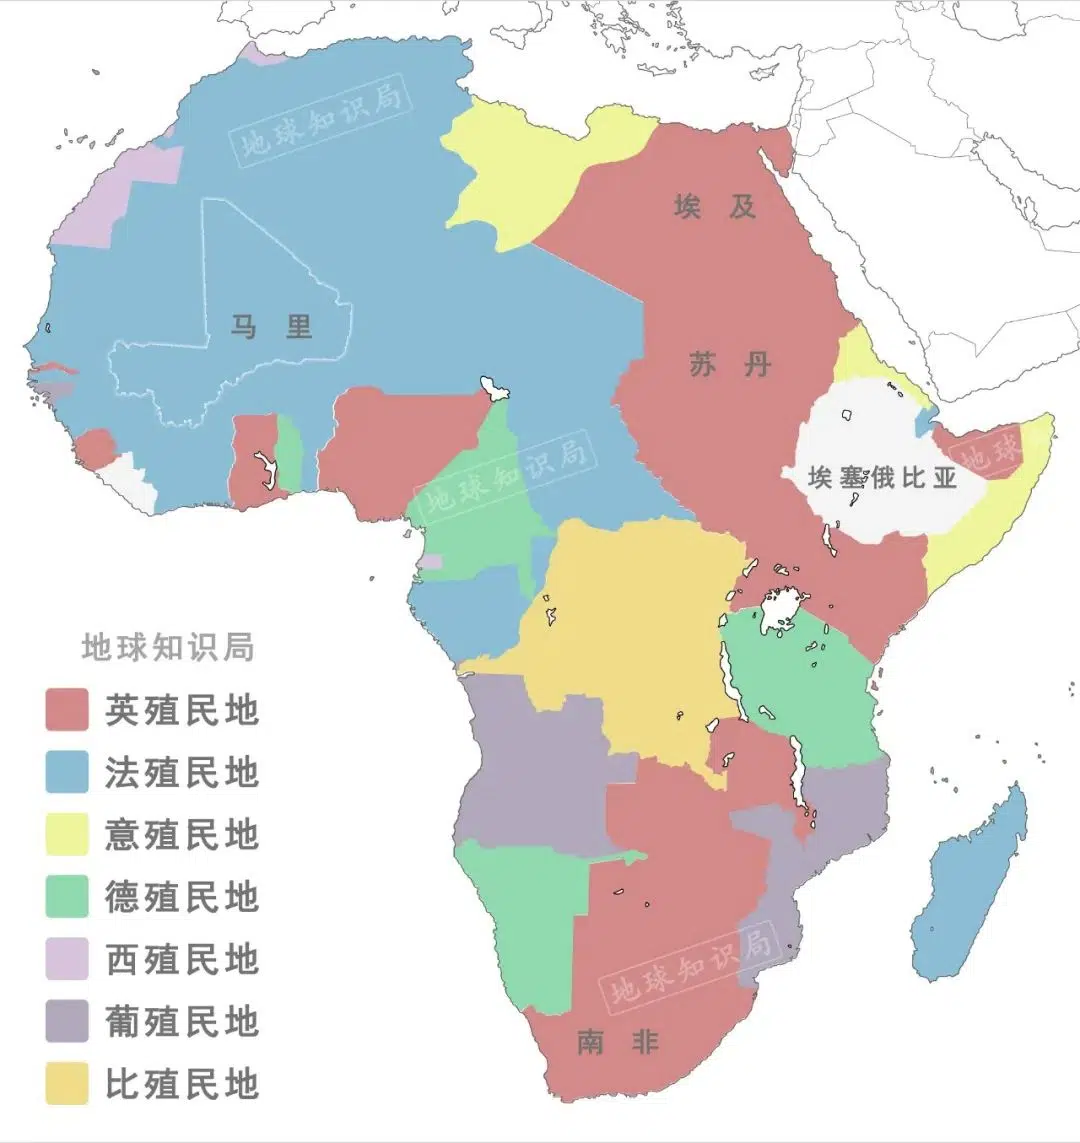 地球知识局
埃及
马里
苏丹
地球
埃塞俄比亚
地球知识局
地球知识局
英殖民地
法殖民地
意殖民地
德殖民地
西殖民地
葡殖民地
比殖民地
地球知识局
南非